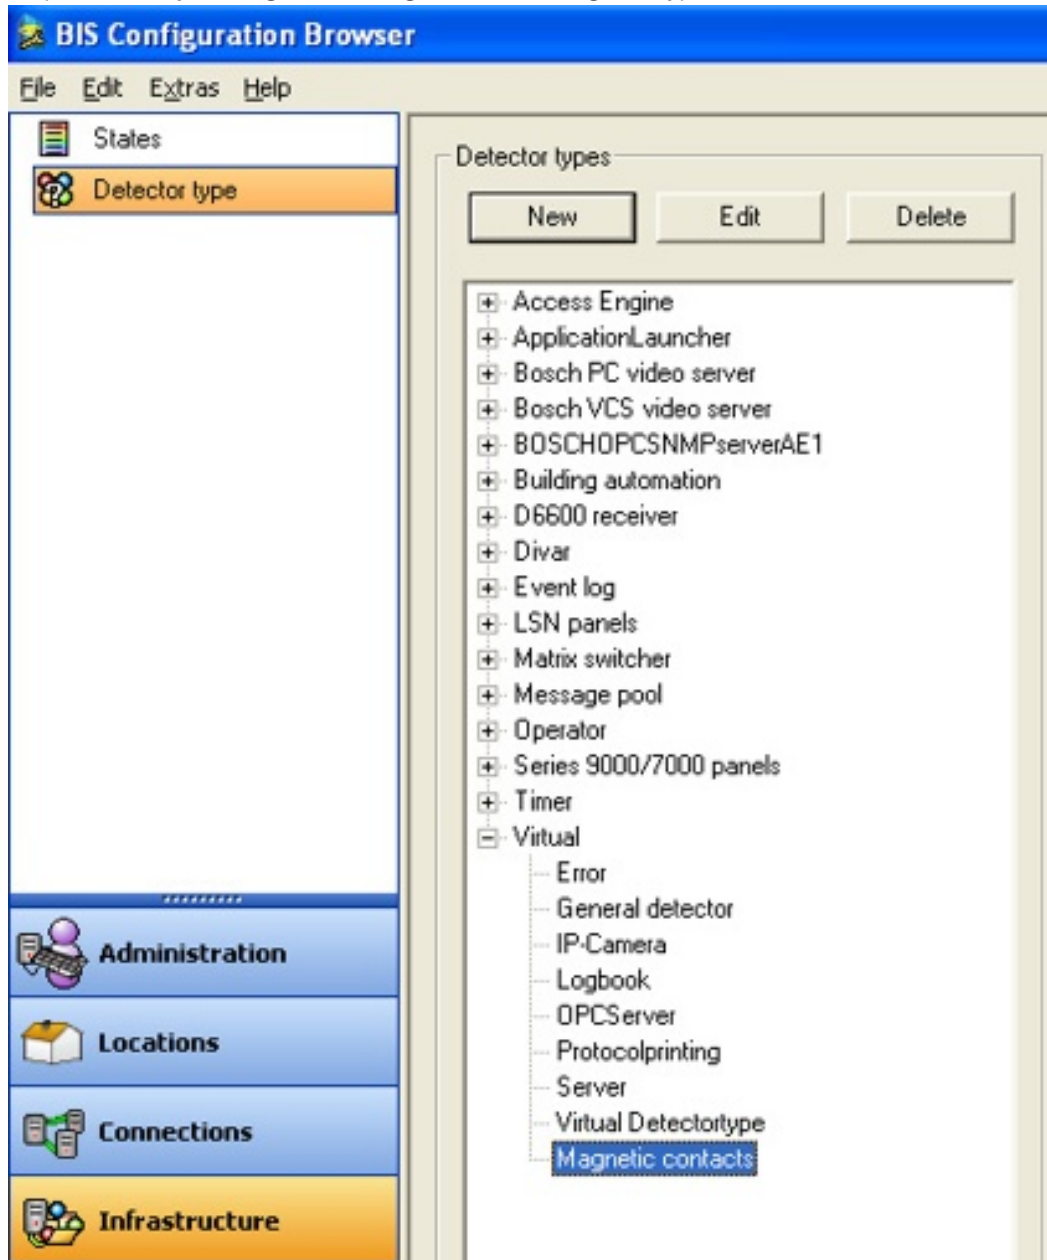 BIS Configuration Browser
File Edit Extras Help
States
Detector type
Detector types
New Edit Delete
Access Engine
ApplicationLauncher
Bosch PC video server
Bosch VCS video server
BOSCHOPCSNMPserverAE1
Building automation
D6600 receiver
Divar
Event log
LSN panels
Matrix switcher
Message pool
Operator
Series 9000/7000 panels
Timer
Virtual
Error
General detector
IP-Camera
Logbook
OPCServer
Protocolprinting
Server
Virtual Detectortype
Magnetic contacts
Administration
Locations
Connections
Infrastructure